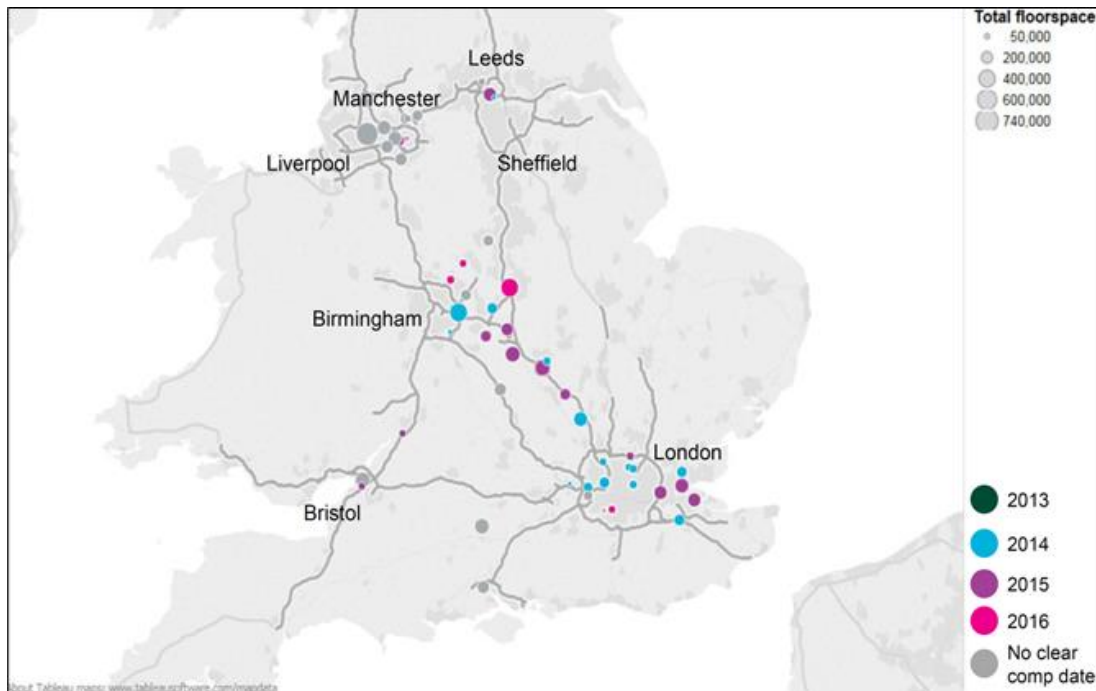 Total floorspace
50,000
200,000
400,000
600,000
740,000
Leeds
Manchester
Liverpool
Sheffield
Birmingham
London
Bristol
2013
2014
2015
2016
No clear
comp date
About Tableau maps: www.tableausoftware.com/mapdata